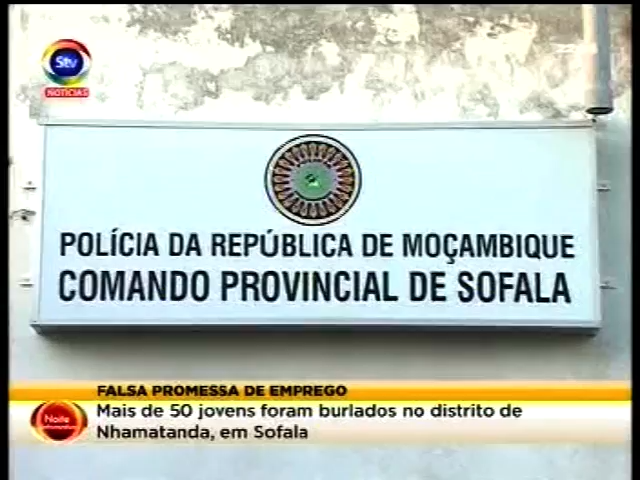 Stv
NOTÍCIAS
POLÍCIA DA REPÚBLICA DE MOÇAMBIQUE
COMANDO PROVINCIAL DE SOFALA
FALSA PROMESSA DE EMPREGO
Noite
Mais de 50 jovens foram burlados no distrito de
Nhamatanda, em Sofala